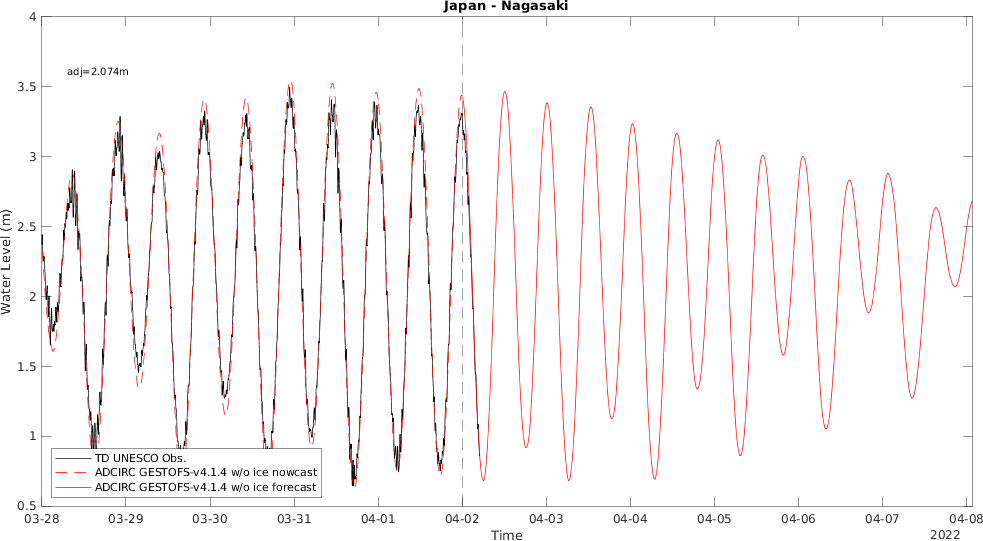 Japan - Nagasaki
4
adj=2.074m
3.5
3
2.5
Water Level (m)
2
1.5
1
0.5
TD UNESCO Obs.
ADCIRC GESTOFS-v4.1.4 w/o ice nowcast
ADCIRC GESTOFS-v4.1.4 w/o ice forecast
03-28 03-29 03-30 03-31 04-01 04-02 04-03 04-04 04-05 04-06 04-07 04-08
Time
2022